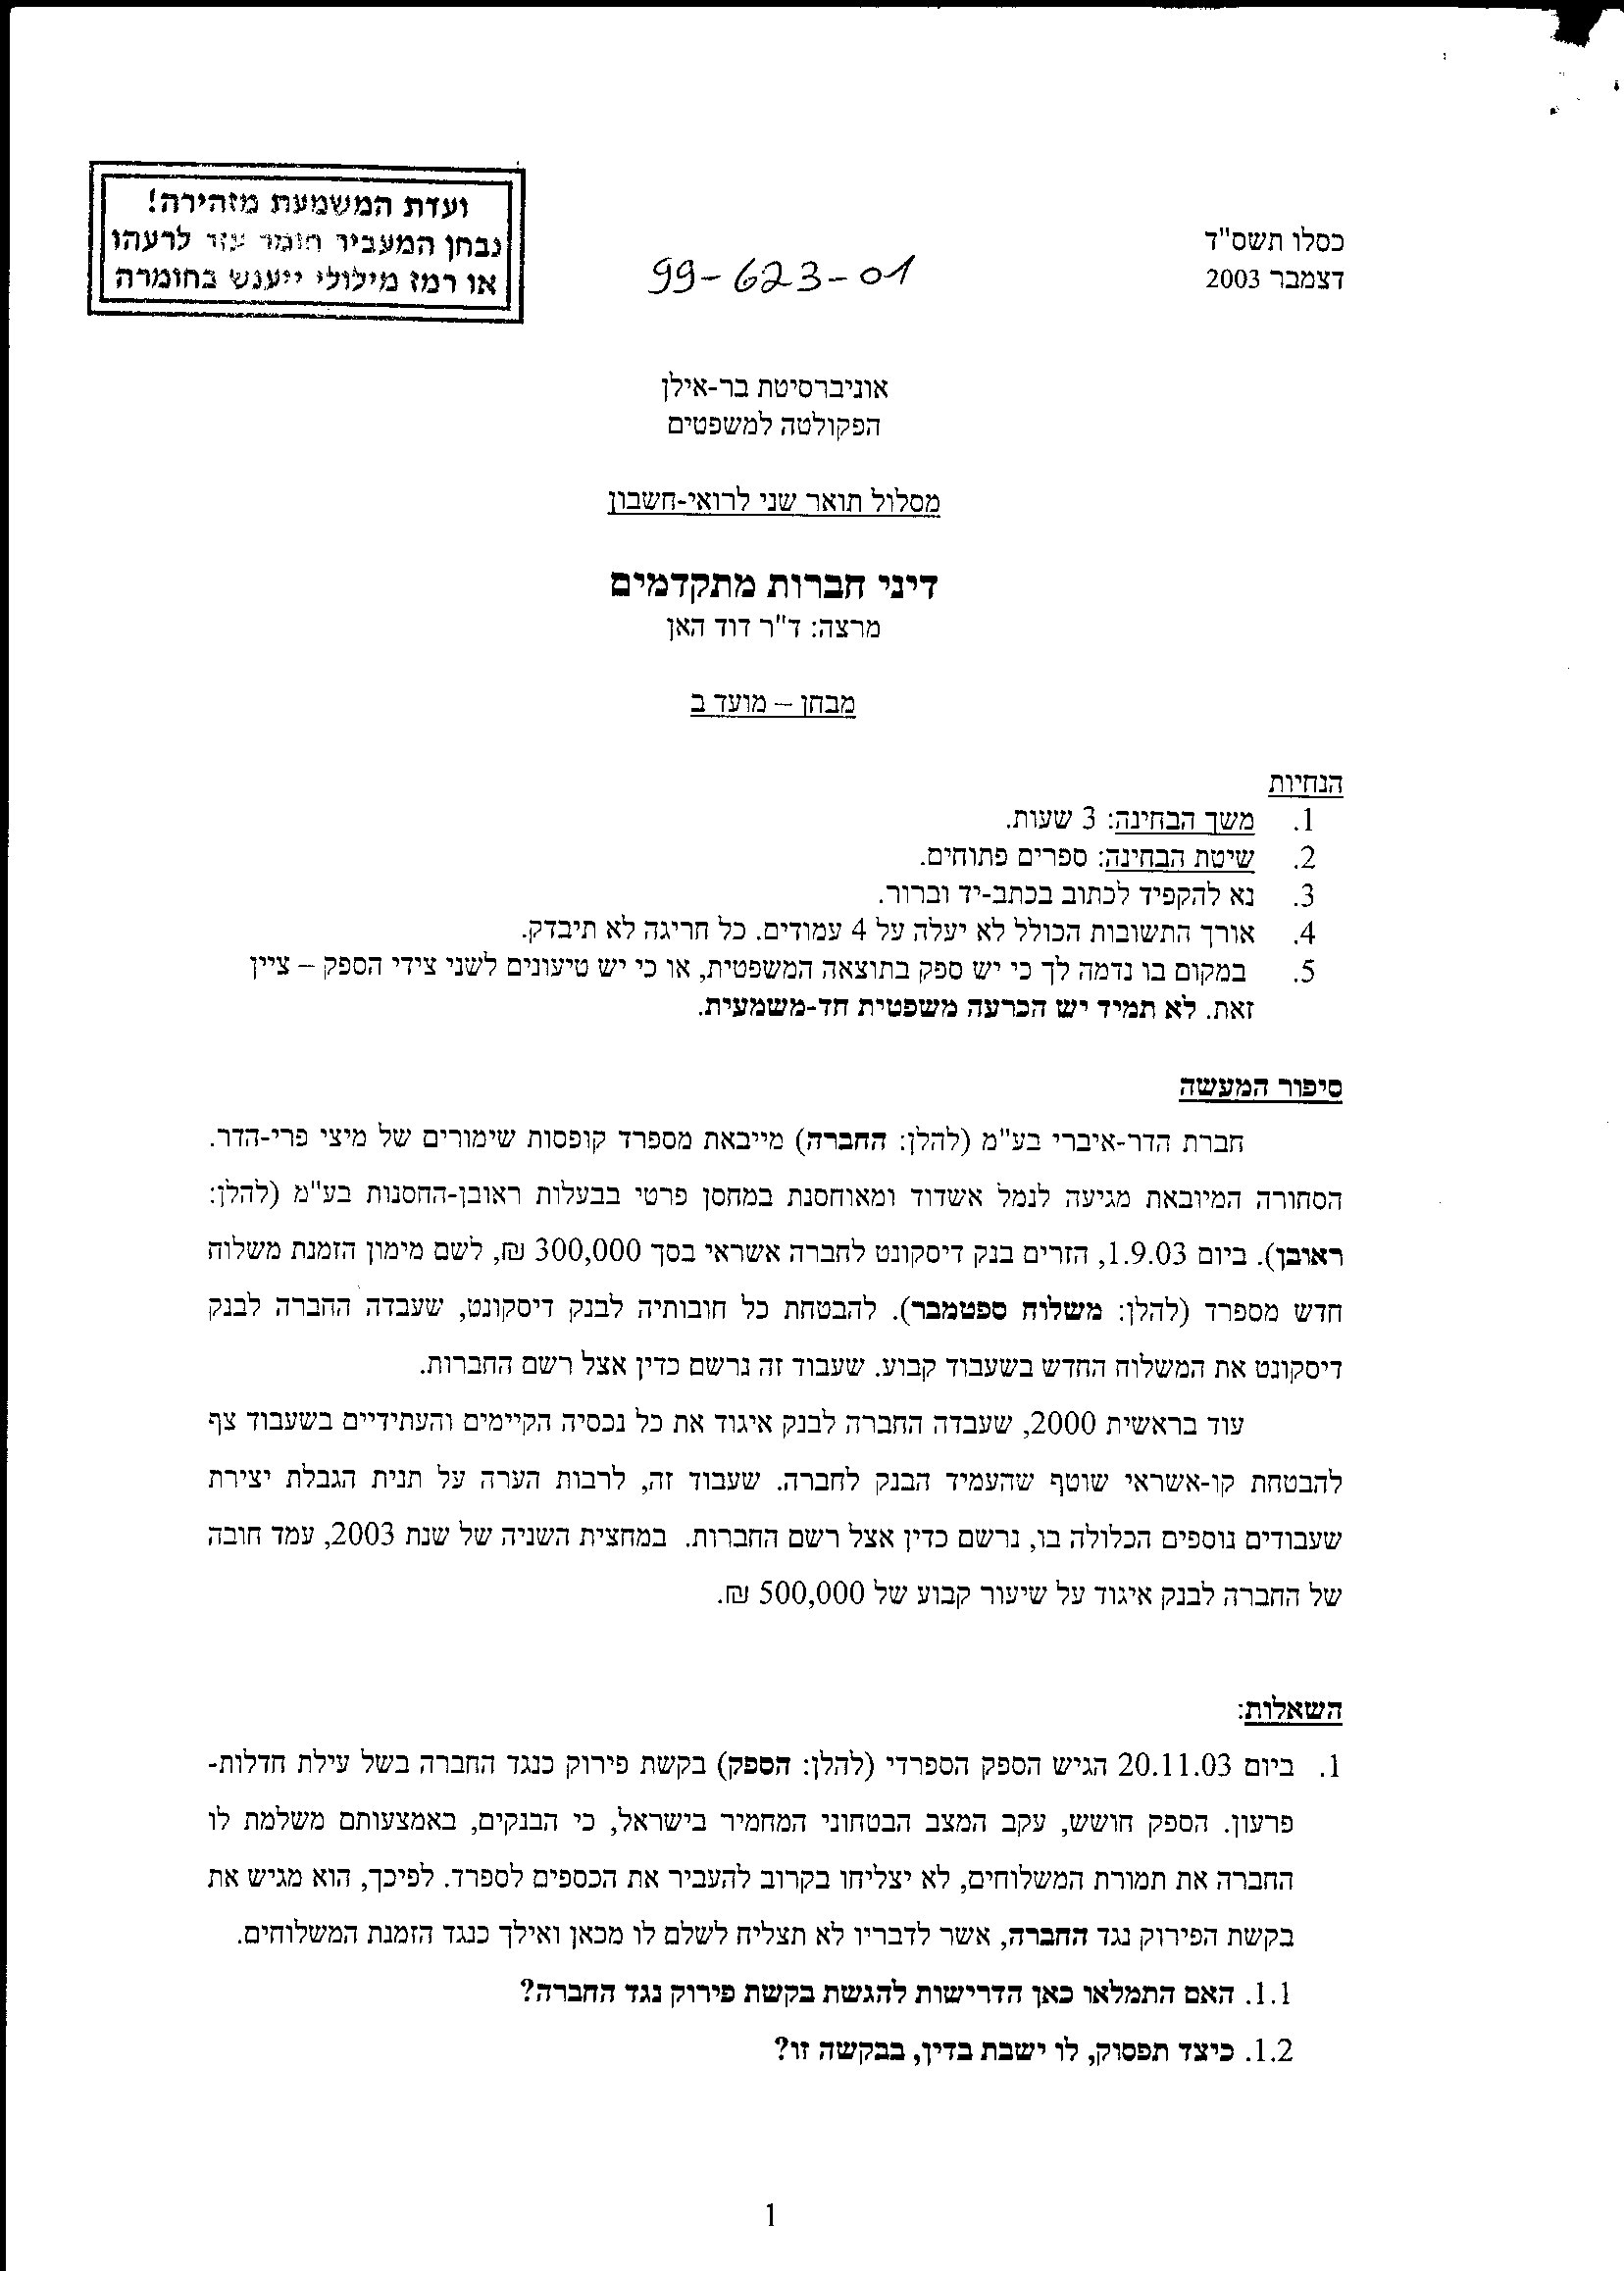 ועדת המשמעת מזהירה!
נבחן המעביר חומר עזר לרעהו
או רמז מילולי ייענש בחומרה
כסלו תשס"ד
דצמבר 2003
99-623-01
אוניברסיטת בר-אילן
הפקולטה למשפטים
מסלול תואר שני לרואי-חשבון
דיני חברות מתקדמים
מרצה: ד"ר דוד האן
מבחן – מועד ב
הנחיות
1. משך הבחינה: 3 שעות.
2. שיטת הבחינה: ספרים פתוחים.
3. נא להקפיד לכתוב בכתב-יד וברור.
4. אורך התשובות הכולל לא יעלה על 4 עמודים. כל חריגה לא תיבדק.
5. במקום בו נדמה לך כי יש ספק בתוצאה המשפטית, או כי יש טיעונים לשני צידי הספק – ציין
זאת. לא תמיד יש הכרעה משפטית חד-משמעית.
סיפור המעשה
חברת הדר-איברי בע"מ (להלן: החברה) מייבאת מספרד קופסות שימורים של מיצי פרי-הדר.
הסחורה המיובאת מגיעה לנמל אשדוד ומאוחסנת במחסן פרטי בבעלות ראובן-החסנות בע"מ (להלן:
ראובן). ביום 1.9.03, הזרים בנק דיסקונט לחברה אשראי בסך 300,000 ₪, לשם מימון הזמנת משלוח
חדש מספרד (להלן: משלוח ספטמבר). להבטחת כל חובותיה לבנק דיסקונט, שעבדה החברה לבנק
דיסקונט את המשלוח החדש בשעבוד קבוע. שעבוד זה נרשם כדין אצל רשם החברות.
עוד בראשית 2000, שעבדה החברה לבנק איגוד את כל נכסיה הקיימים והעתידיים בשעבוד צף
להבטחת קו-אשראי שוטף שהעמיד הבנק לחברה. שעבוד זה, לרבות הערה על תנית הגבלת יצירת
שעבודים נוספים הכלולה בו, נרשם כדין אצל רשם החברות. במחצית השניה של שנת 2003, עמד חובה
של החברה לבנק איגוד על שיעור קבוע של 500,000 ₪.
השאלות:
1. ביום 20.11.03 הגיש הספק הספרדי (להלן: הספק) בקשת פירוק כנגד החברה בשל עילת חדלות-
פרעון. הספק חושש, עקב המצב הבטחוני המחמיר בישראל, כי הבנקים, באמצעותם משלמת לו
החברה את תמורת המשלוחים, לא יצליחו בקרוב להעביר את הכספים לספרד. לפיכך, הוא מגיש את
בקשת הפירוק נגד החברה, אשר לדבריו לא תצליח לשלם לו מכאן ואילך כנגד הזמנת המשלוחים.
1.1. האם התמלאו כאן הדרישות להגשת בקשת פירוק נגד החברה?
1.2. כיצד תפסוק, לו ישבת בדין, בבקשה זו?
1